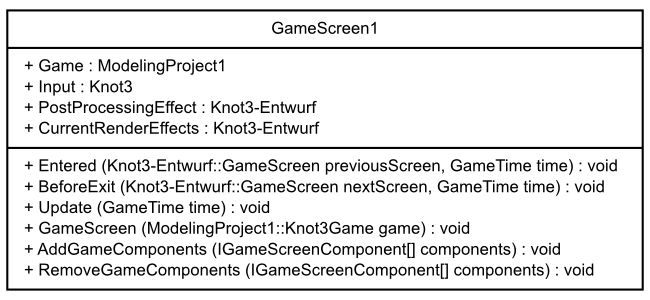 GameScreen1
+ Game : ModelingProject1
+ Input : Knot3
+ PostProcessingEffect : Knot3-Entwurf
+ CurrentRenderEffects : Knot3-Entwurf
+ Entered (Knot3-Entwurf::GameScreen previousScreen, GameTime time) : void
+ BeforeExit (Knot3-Entwurf::GameScreen nextScreen, GameTime time) : void
+ Update (GameTime time) : void
+ GameScreen (ModelingProject1::Knot3Game game) : void
+ AddGameComponents (IGameScreenComponent[] components) : void
+ RemoveGameComponents (IGameScreenComponent[] components) : void